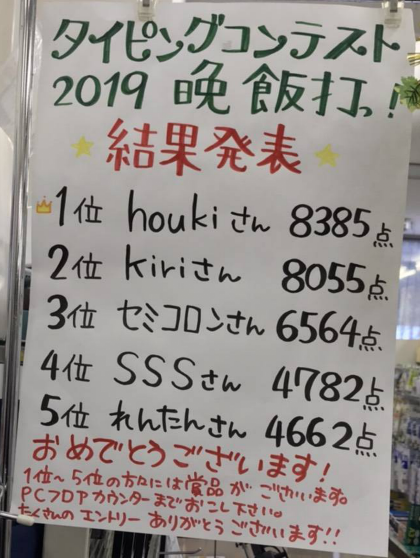 タイピングコンテスト
2019 晩飯打っ!
結果発表
1位 houkiさん 8385点
2位 kiriさん 8055点
3位 セミコロンさん 6564点
4位 SSSさん 4782点
5位 れんたんさん 4662点
おめでとうございます!
1位~5位の方々には賞品がございます。
PCフロアカウンターまでおこし下さい。
たくさんのエントリーありがとうございます!!